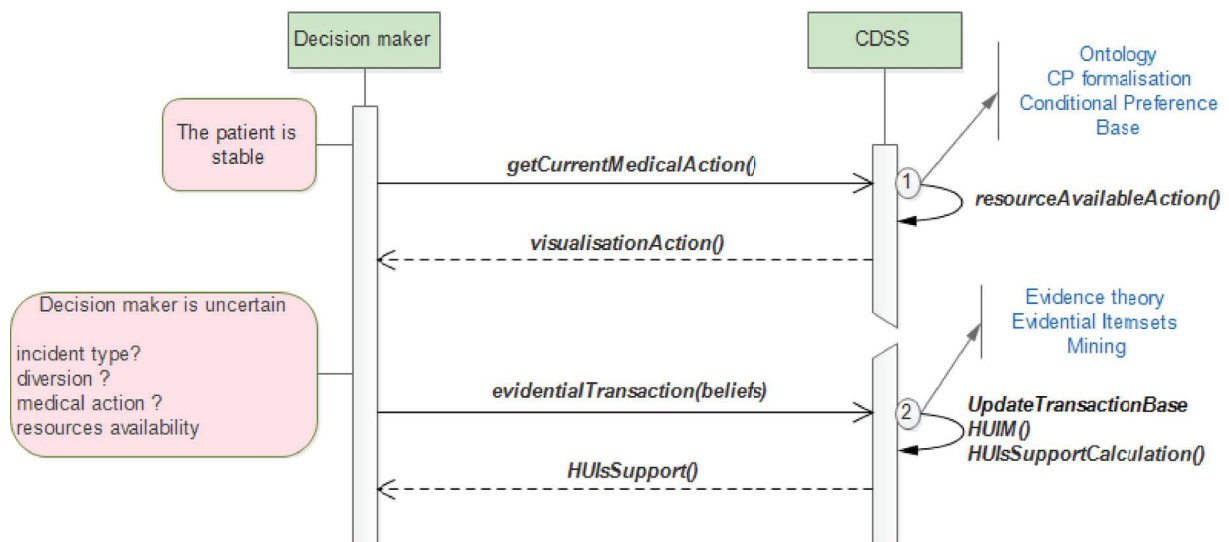 Decision maker
CDSS
Ontology
CP formalisation
Conditional Preference
Base
The patient is
stable
getCurrentMedicalAction()
1
resourceAvailableAction()
visualisationAction()
Decision maker is uncertain
incident type?
diversion ?
medical action ?
resources availability
Evidence theory
Evidential Itemsets
Mining
evidentialTransaction(beliefs)
2
UpdateTransactionBase
HUIM()
HUIsSupportCalculation()
HUIsSupport()